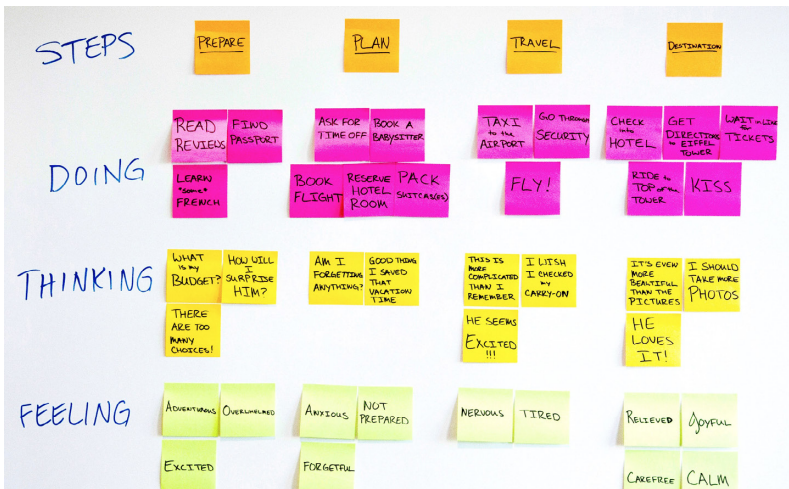 STEPS
PREPARE
PLAN
TRAVEL
DESTINATION
DOING
READ
REVIEWS
FIND
PASSPORT
LEARN
*some*
FRENCH
ASK FOR
TIME OFF
BOOK A
BABYSITTER
BOOK
FLIGHT
RESERVE
HOTEL
ROOM
PACK
SUITCAS(ES)
TAXI
to the
AIRPORT
GO THROUGH
SECURITY
FLY!
CHECK
into
HOTEL
GET
DIRECTIONS
to EIFFEL
TOWER
WAIT in LINE
for
TICKETS
RIDE to
TOP of the
TOWER
KISS
THINKING
WHAT
is my
BUDGET?
HOW WILL
I
SURPRISE
HIM?
THERE
ARE TOO
MANY
CHOICES!
AM I
FORGETTING
ANYTHING?
GOOD THING
I SAVED
THAT
VACATION
TIME
THIS IS
MORE
COMPLICATED
THAN I
REMEMBER
I WISH
I CHECKED
my
CARRY-ON
HE SEEMS
EXCITED
!!!
IT'S EVEN
MORE
BEAUTIFUL
THAN THE
PICTURES
I SHOULD
TAKE MORE
PHOTOS
HE
LOVES
IT!
FEELING
ADVENTUROUS
OVERWHELMED
EXCITED
ANXIOUS
NOT
PREPARED
FORGETFUL
NERVOUS
TIRED
RELIEVED
JOYFUL
CAREFREE
CALM